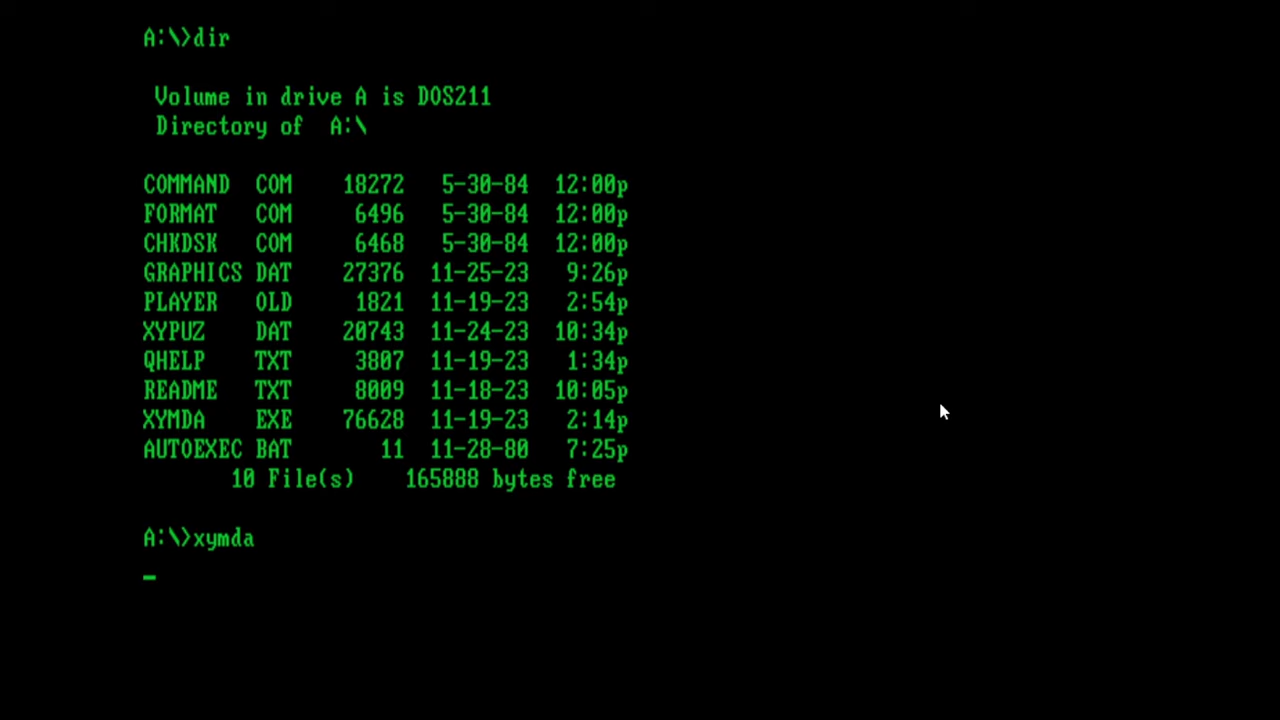 A:\>dir
Volume in drive A is DOS211
Directory of  A:\
COMMAND  COM    18272   5-30-84  12:00p
FORMAT   COM     6496   5-30-84  12:00p
CHKDSK   COM     6468   5-30-84  12:00p
GRAPHICS DAT    27376  11-25-23   9:26p
PLAYER   OLD     1821  11-19-23   2:54p
XYPUZ    DAT    20743  11-24-23  10:34p
QHELP    TXT     3807  11-19-23   1:34p
README   TXT     8009  11-18-23  10:05p
XYMDA    EXE    76628  11-19-23   2:14p
AUTOEXEC BAT       11  11-28-80   7:25p
10 File(s)    165888 bytes free
A:\>xymda